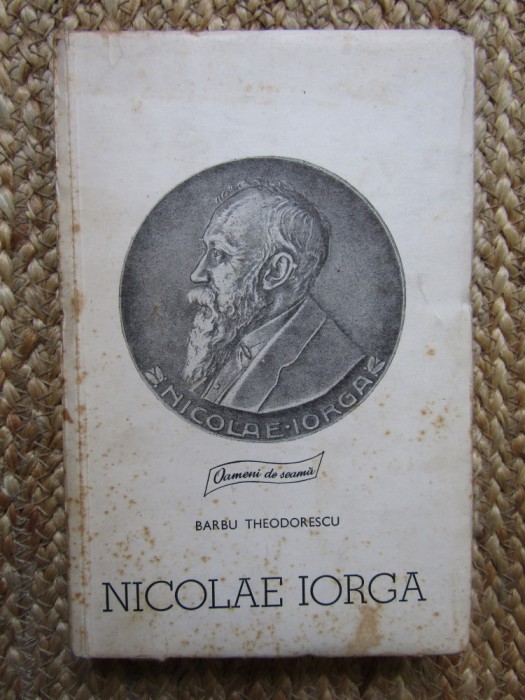 NICOLAE·IORGA
Oameni de seamă
BARBU THEODORESCU
NICOLAE IORGA